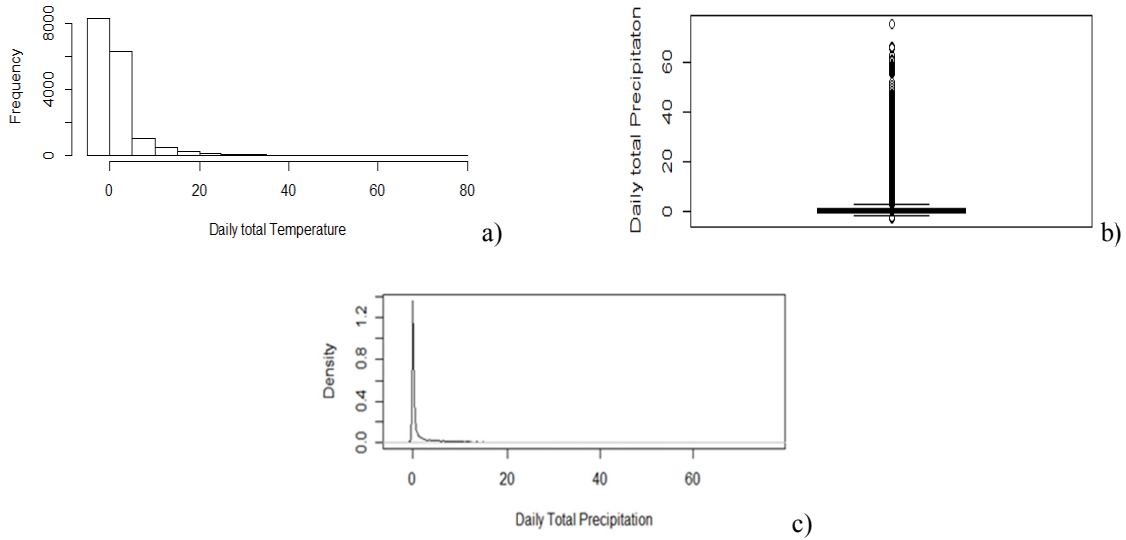 Frequency
8000
4000
0
0 20 40 60 80
Daily total Temperature
a)
Daily total Precipitaton
60
40
20
0
b)
Density
1.2
0.8
0.4
0.0
0 20 40 60
Daily Total Precipitation
c)